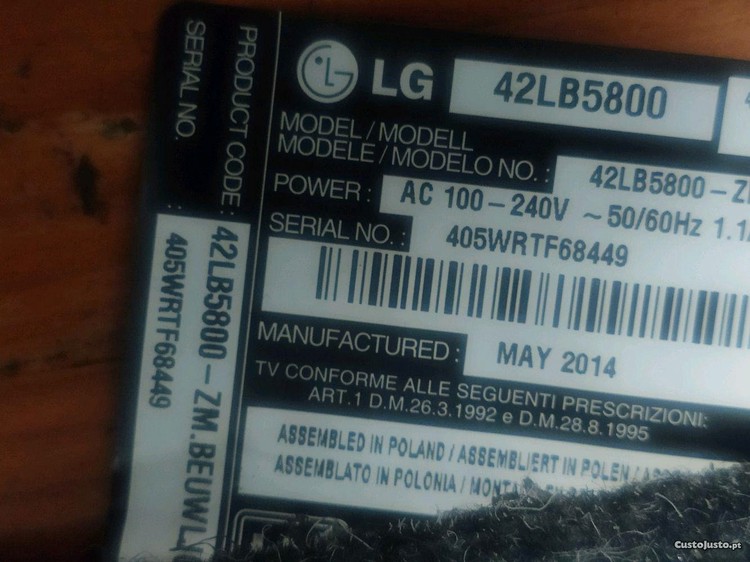 LG 42LB5800
MODEL / MODELL
MODELE / MODELO NO. : 42LB5800-Z
POWER : AC 100-240V ~50/60Hz 1.1
SERIAL NO. : 405WRTF68449
MANUFACTURED : MAY 2014
TV CONFORME ALLE SEGUENTI PRESCRIZIONI:
ART.1 D.M.26.3.1992 e D.M.28.8.1995
ASSEMBLED IN POLAND / ASSEMBLIERT IN POLEN /
ASSEMBLATO IN POLONIA /
PRODUCT CODE : 42LB5800-ZM.BEUWL
SERIAL NO. : 405WRTF68449
CustoJusto.pt